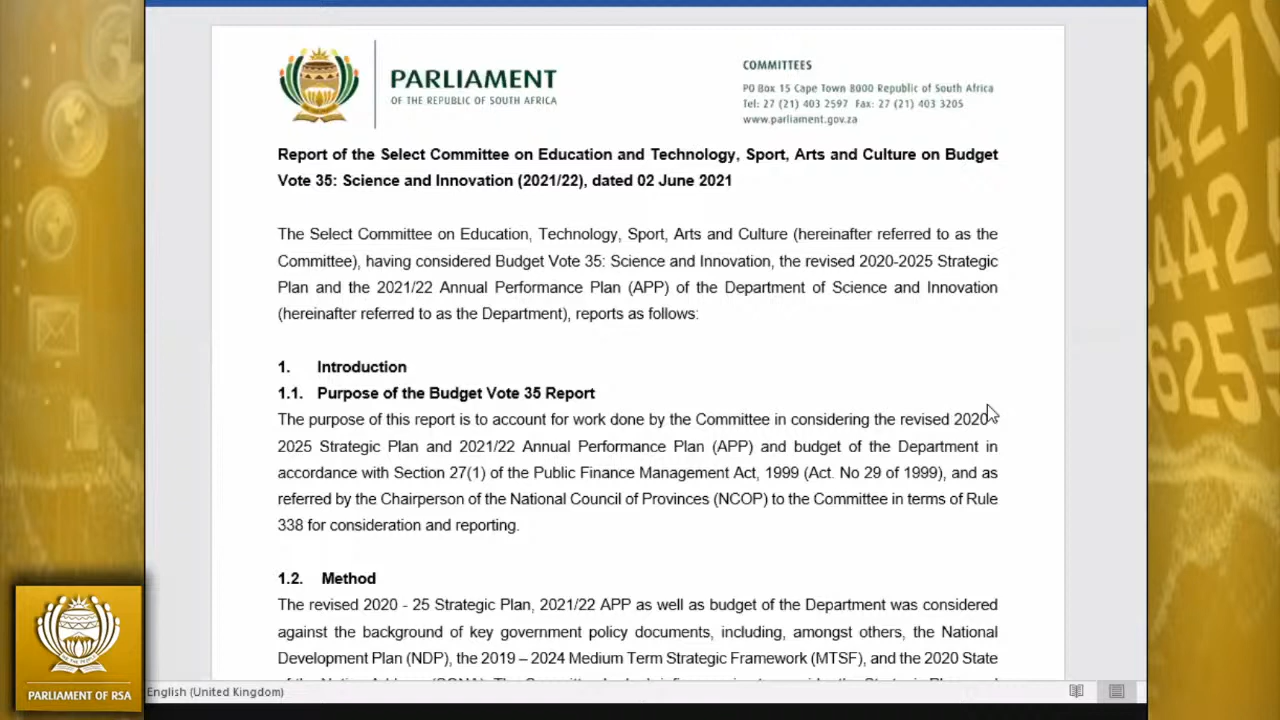 PARLIAMENT
OF THE REPUBLIC OF SOUTH AFRICA
COMMITTEES
PO Box 15 Cape Town 8000 Republic of South Africa
Tel: 27 (21) 403 2597 Fax: 27 (21) 403 3205
www.parliament.gov.za
Report of the Select Committee on Education and Technology, Sport, Arts and Culture on Budget
Vote 35: Science and Innovation (2021/22), dated 02 June 2021
The Select Committee on Education, Technology, Sport, Arts and Culture (hereinafter referred to as the
Committee), having considered Budget Vote 35: Science and Innovation, the revised 2020-2025 Strategic
Plan and the 2021/22 Annual Performance Plan (APP) of the Department of Science and Innovation
(hereinafter referred to as the Department), reports as follows:
1. Introduction
1.1. Purpose of the Budget Vote 35 Report
The purpose of this report is to account for work done by the Committee in considering the revised 2020-
2025 Strategic Plan and 2021/22 Annual Performance Plan (APP) and budget of the Department in
accordance with Section 27(1) of the Public Finance Management Act, 1999 (Act. No 29 of 1999), and as
referred by the Chairperson of the National Council of Provinces (NCOP) to the Committee in terms of Rule
338 for consideration and reporting.
1.2. Method
The revised 2020 - 25 Strategic Plan, 2021/22 APP as well as budget of the Department was considered
against the background of key government policy documents, including, amongst others, the National
Development Plan (NDP), the 2019 – 2024 Medium Term Strategic Framework (MTSF), and the 2020 State
English (United Kingdom)
PARLIAMENT OF RSA